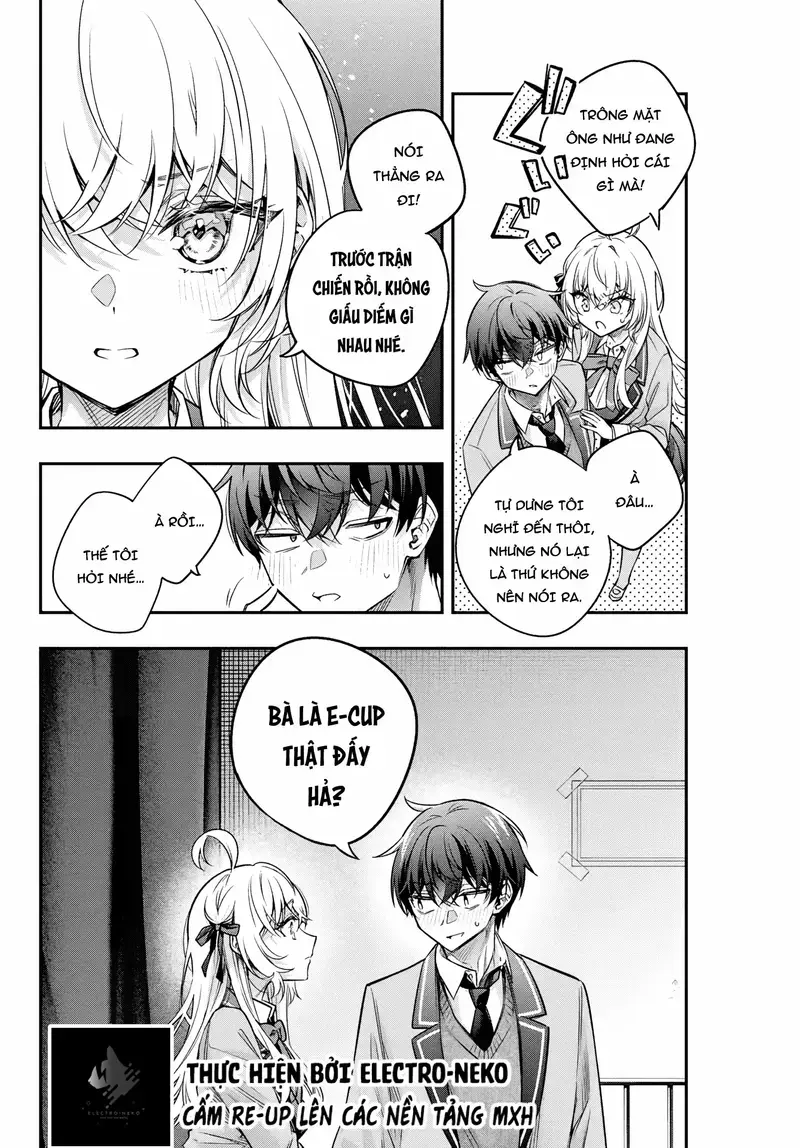 TRÔNG MẶT
ÔNG NHƯ ĐANG
ĐỊNH HỎI CÁI
GÌ MÀ!
À
ĐÂU...
TỰ DƯNG TÔI
NGHĨ ĐẾN THÔI,
NHƯNG NÓ LẠI
LÀ THỨ KHÔNG
NÊN NÓI RA.
NÓI
THẲNG RA
ĐI!
TRƯỚC TRẬN
CHIẾN RỒI, KHÔNG
GIẤU DIẾM GÌ
NHAU NHÉ.
À RỒI...
THẾ TÔI
HỎI NHÉ...
BÀ LÀ E-CUP
THẬT ĐẤY
HẢ?
THỰC HIỆN BỞI ELECTRO-NEKO
CẤM RE-UP LÊN CÁC NỀN TẢNG MXH
ELECTRO-NEKO